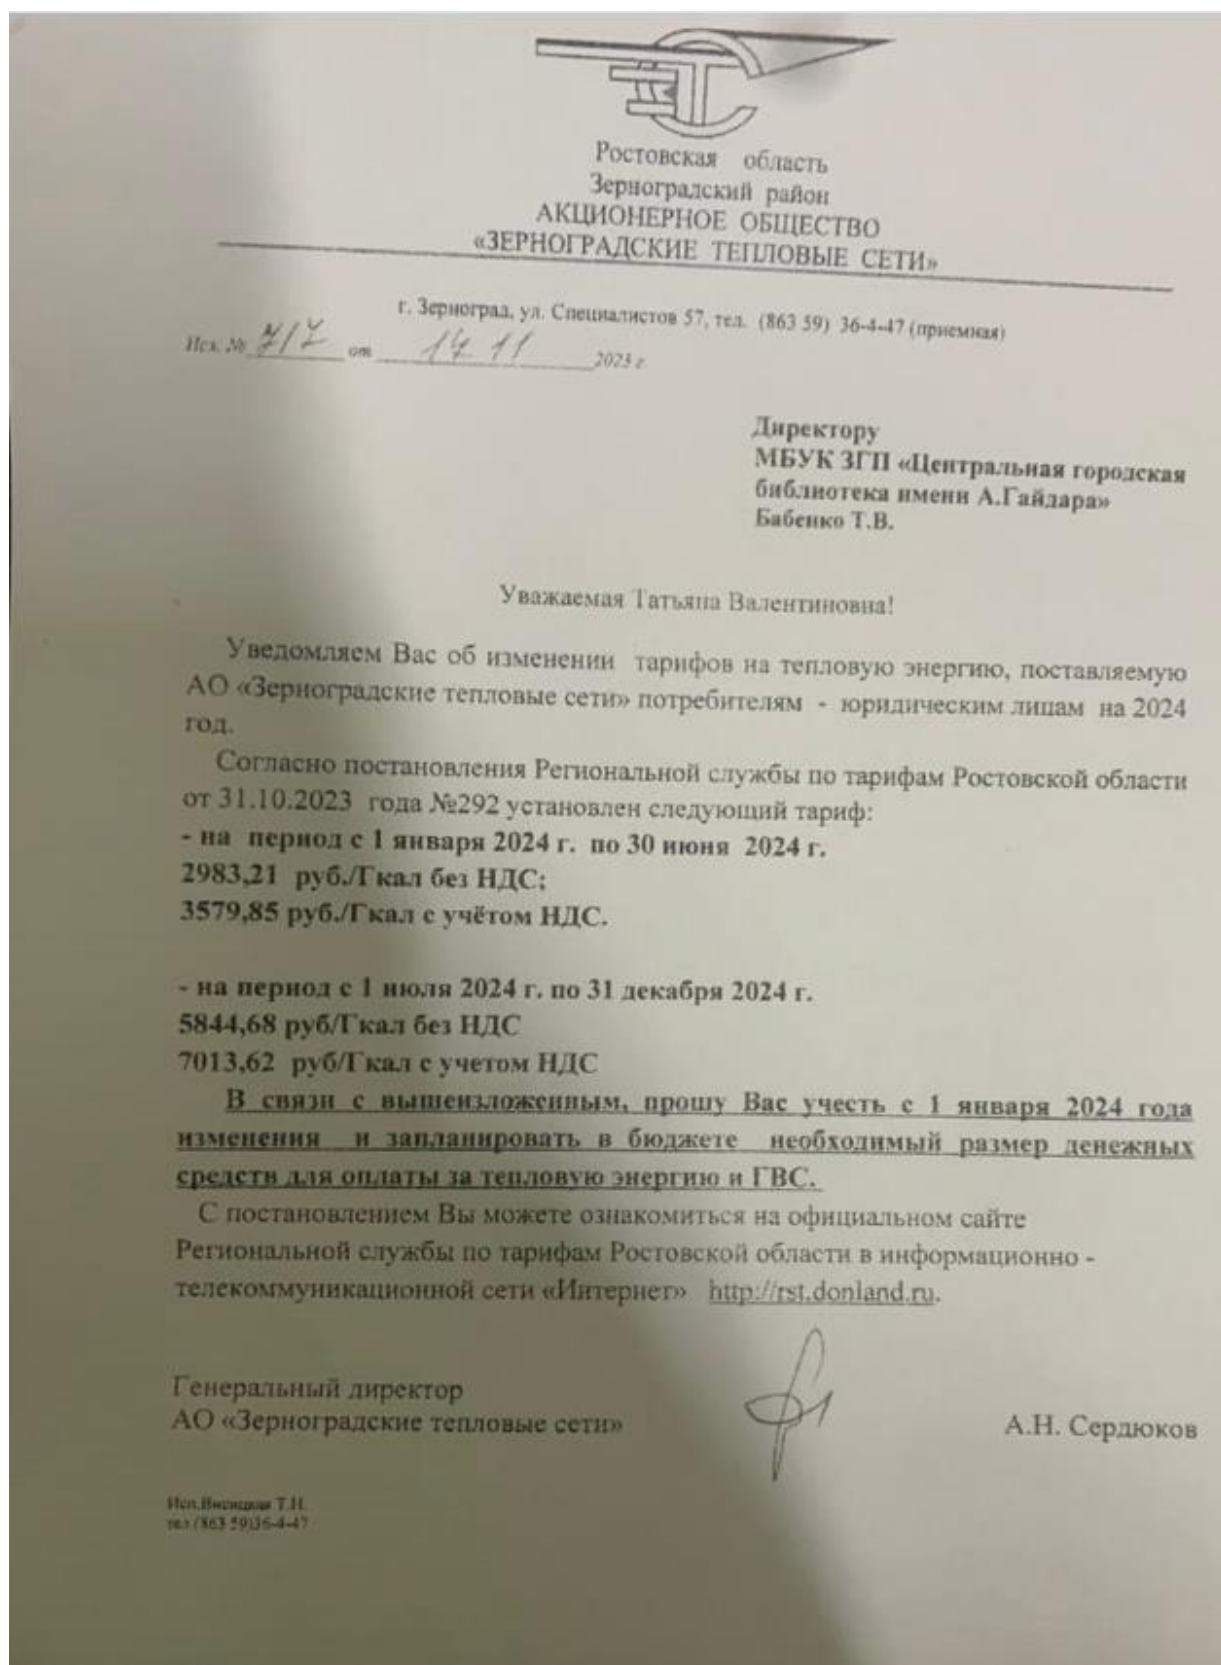 Ростовская область
Зерноградский район
АКЦИОНЕРНОЕ ОБЩЕСТВО
«ЗЕРНОГРАДСКИЕ ТЕПЛОВЫЕ СЕТИ»
г. Зерноград, ул. Специалистов 57, тел. (863 59) 36-4-47 (приемная)
Исх. № от 14 11 2023 г
Директору
МБУК ЗГП «Центральная городская
библиотека имени А.Гайдара»
Бабенко Т.В.
Уважаемая Татьяна Валентиновна!
Уведомляем Вас об изменении тарифов на тепловую энергию, поставляемую
АО «Зерноградские тепловые сети» потребителям - юридическим лицам на 2024
год.
Согласно постановления Региональной службы по тарифам Ростовской области
от 31.10.2023 года №292 установлен следующий тариф:
- на период с 1 января 2024 г. по 30 июня 2024 г.
2983,21 руб./Гкал без НДС;
3579,85 руб./Гкал с учётом НДС.
- на период с 1 июля 2024 г. по 31 декабря 2024 г.
5844,68 руб/Гкал без НДС
7013,62 руб/Гкал с учетом НДС
В связи с вышеизложенным, прошу Вас учесть с 1 января 2024 года
изменения и запланировать в бюджете необходимый размер денежных
средств для оплаты за тепловую энергию и ГВС.
С постановлением Вы можете ознакомиться на официальном сайте
Региональной службы по тарифам Ростовской области в информационно -
телекоммуникационной сети «Интернет» http://rst.donland.ru.
Генеральный директор
АО «Зерноградские тепловые сети» А.Н. Сердюков
Исп. Т.Н.
тел (863 59)36-4-47